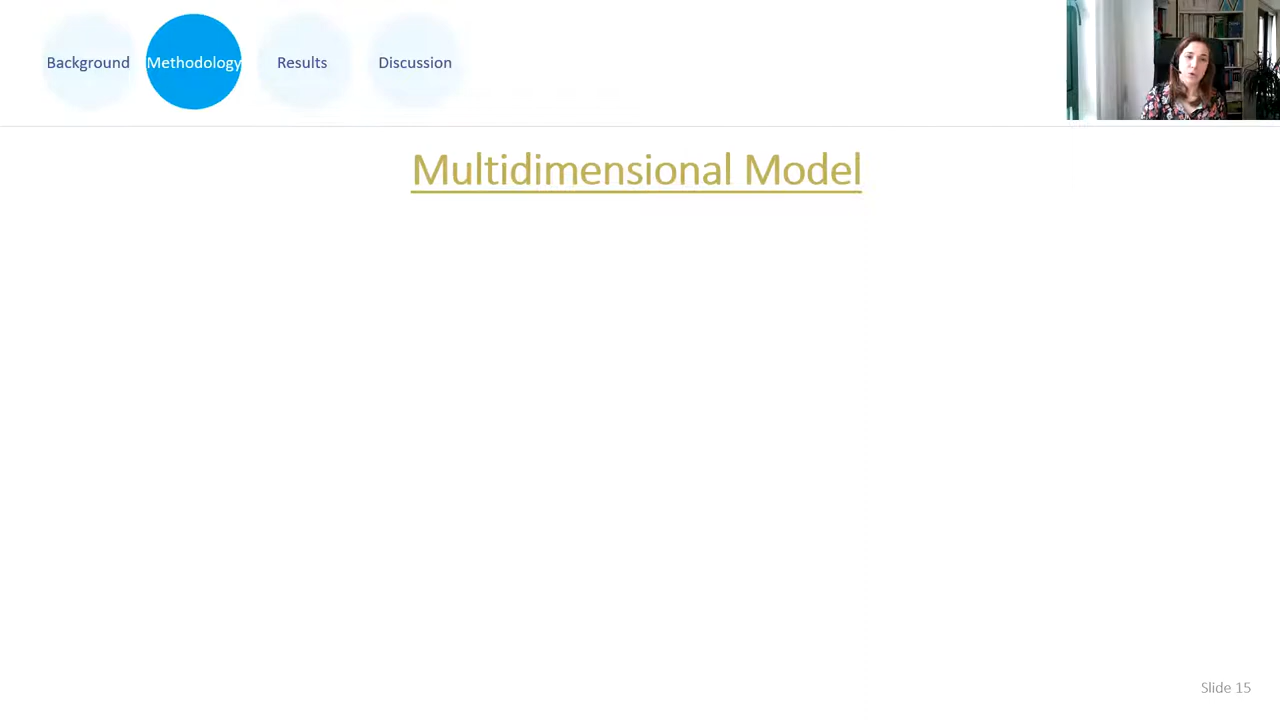 Background Methodology Results Discussion
Multidimensional Model
Slide 15